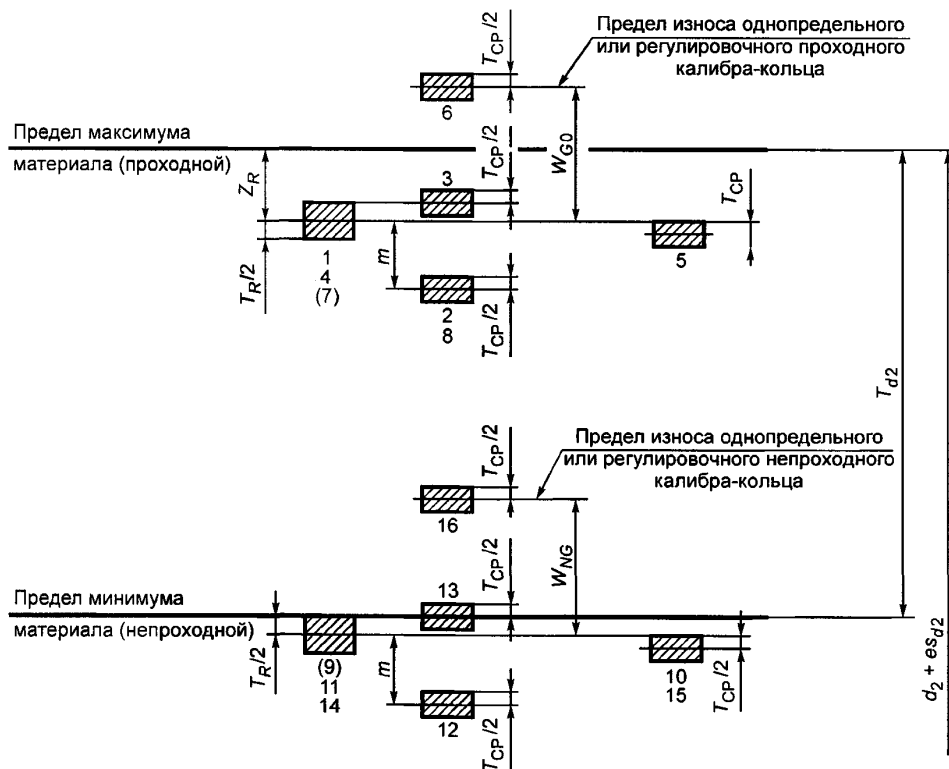 Предел износа однопредельного
или регулировочного проходного
калибра-кольца
T_CP/2
6
Предел максимума
материала (проходной)
T_CP/2
W_G0
Z_R
3
T_CP
1
4
(7)
m
5
T_R/2
2
8
T_CP/2
T_d2
Предел износа однопредельного
или регулировочного непроходного
калибра-кольца
T_CP/2
16
W_NG
T_CP/2
13
Предел минимума
материала (непроходной)
T_R/2
(9)
11
14
m
10
15
T_CP/2
12
T_CP/2
d_2 + es_d2